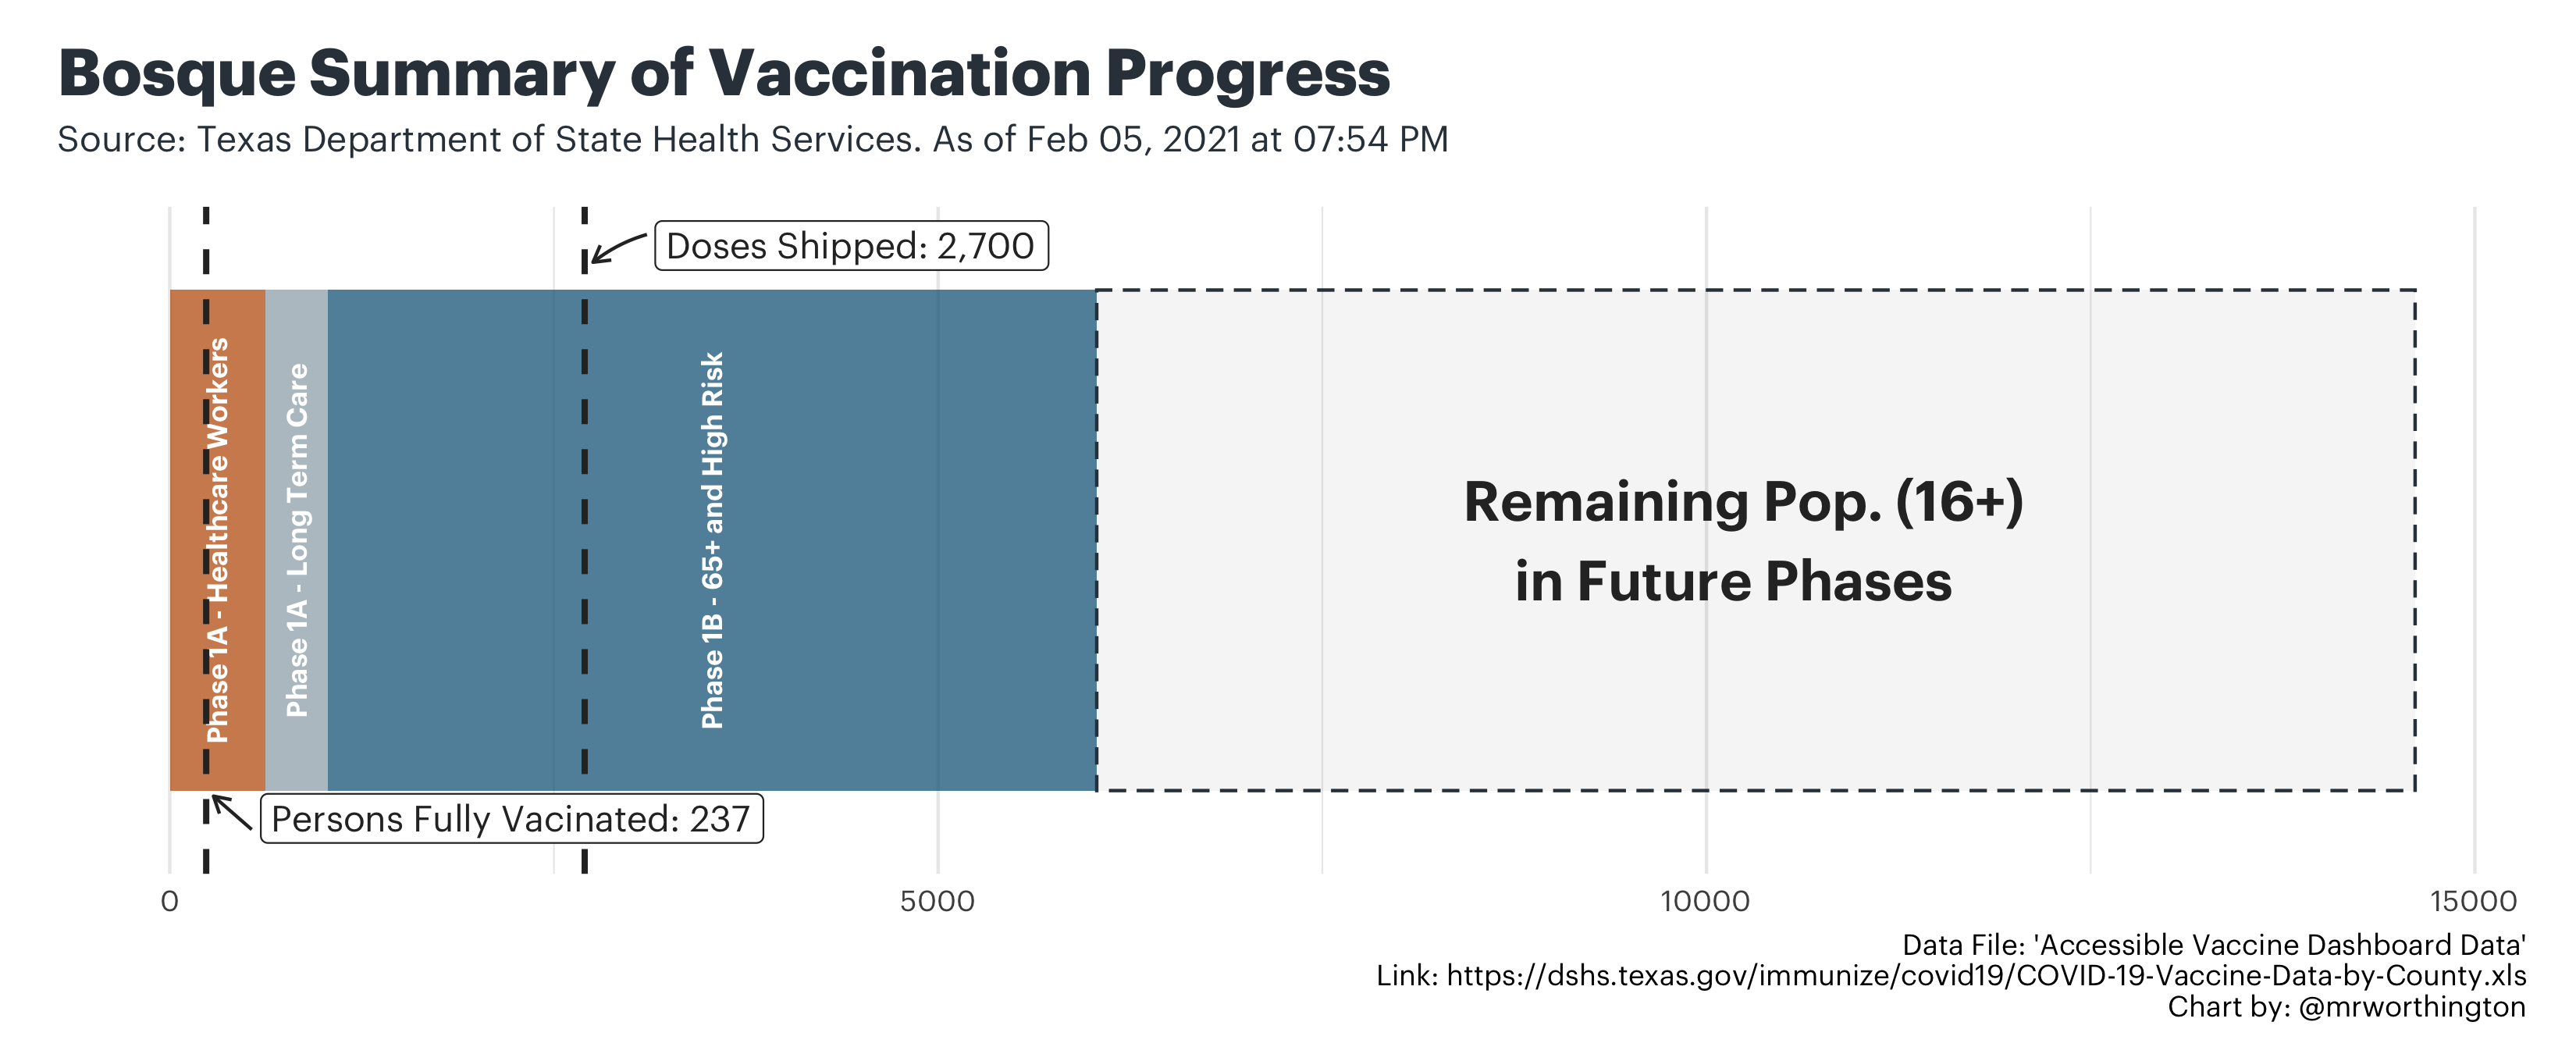 Bosque Summary of Vaccination Progress
Source: Texas Department of State Health Services. As of Feb 05, 2021 at 07:54 PM
Doses Shipped: 2,700
Phase 1A - Healthcare Workers
Phase 1A - Long Term Care
Phase 1B - 65+ and High Risk
Remaining Pop. (16+)
in Future Phases
Persons Fully Vacinated: 237
0
5000
10000
15000
Data File: 'Accessible Vaccine Dashboard Data'
Link: https://dshs.texas.gov/immunize/covid19/COVID-19-Vaccine-Data-by-County.xls
Chart by: @mrworthington